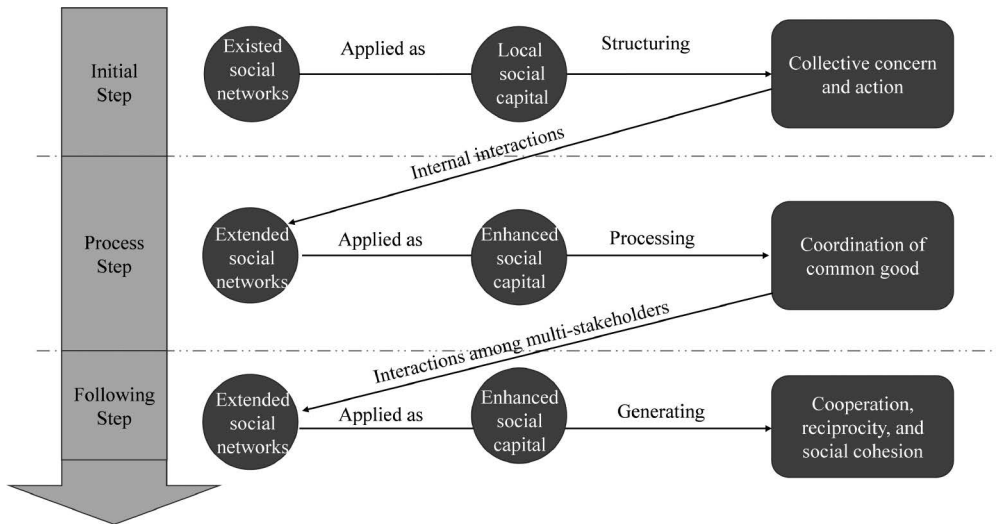 Initial
Step
Existed
social
networks
Applied as
Local
social
capital
Structuring
Collective concern
and action
Internal interactions
Process
Step
Extended
social
networks
Applied as
Enhanced
social
capital
Processing
Coordination of
common good
Interactions among multi-stakeholders
Following
Step
Extended
social
networks
Applied as
Enhanced
social
capital
Generating
Cooperation,
reciprocity, and
social cohesion